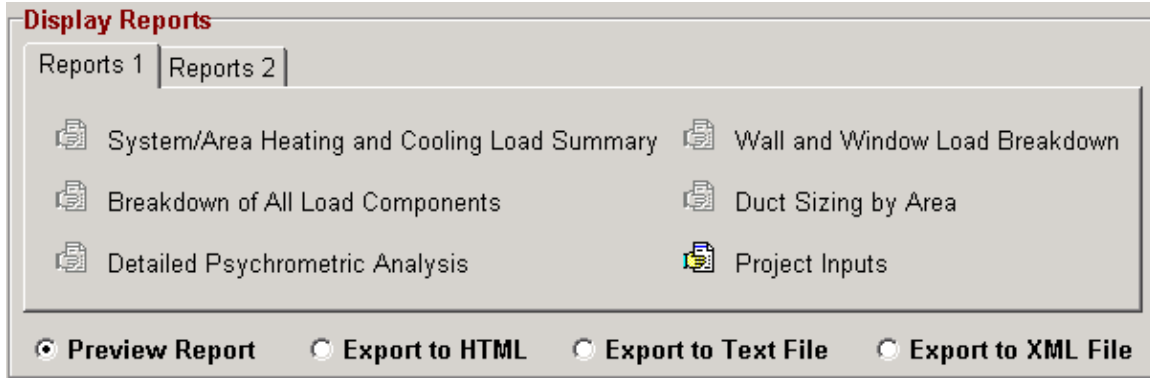 Display Reports
Reports 1 Reports 2
System/Area Heating and Cooling Load Summary Wall and Window Load Breakdown
Breakdown of All Load Components Duct Sizing by Area
Detailed Psychrometric Analysis Project Inputs
Preview Report Export to HTML Export to Text File Export to XML File